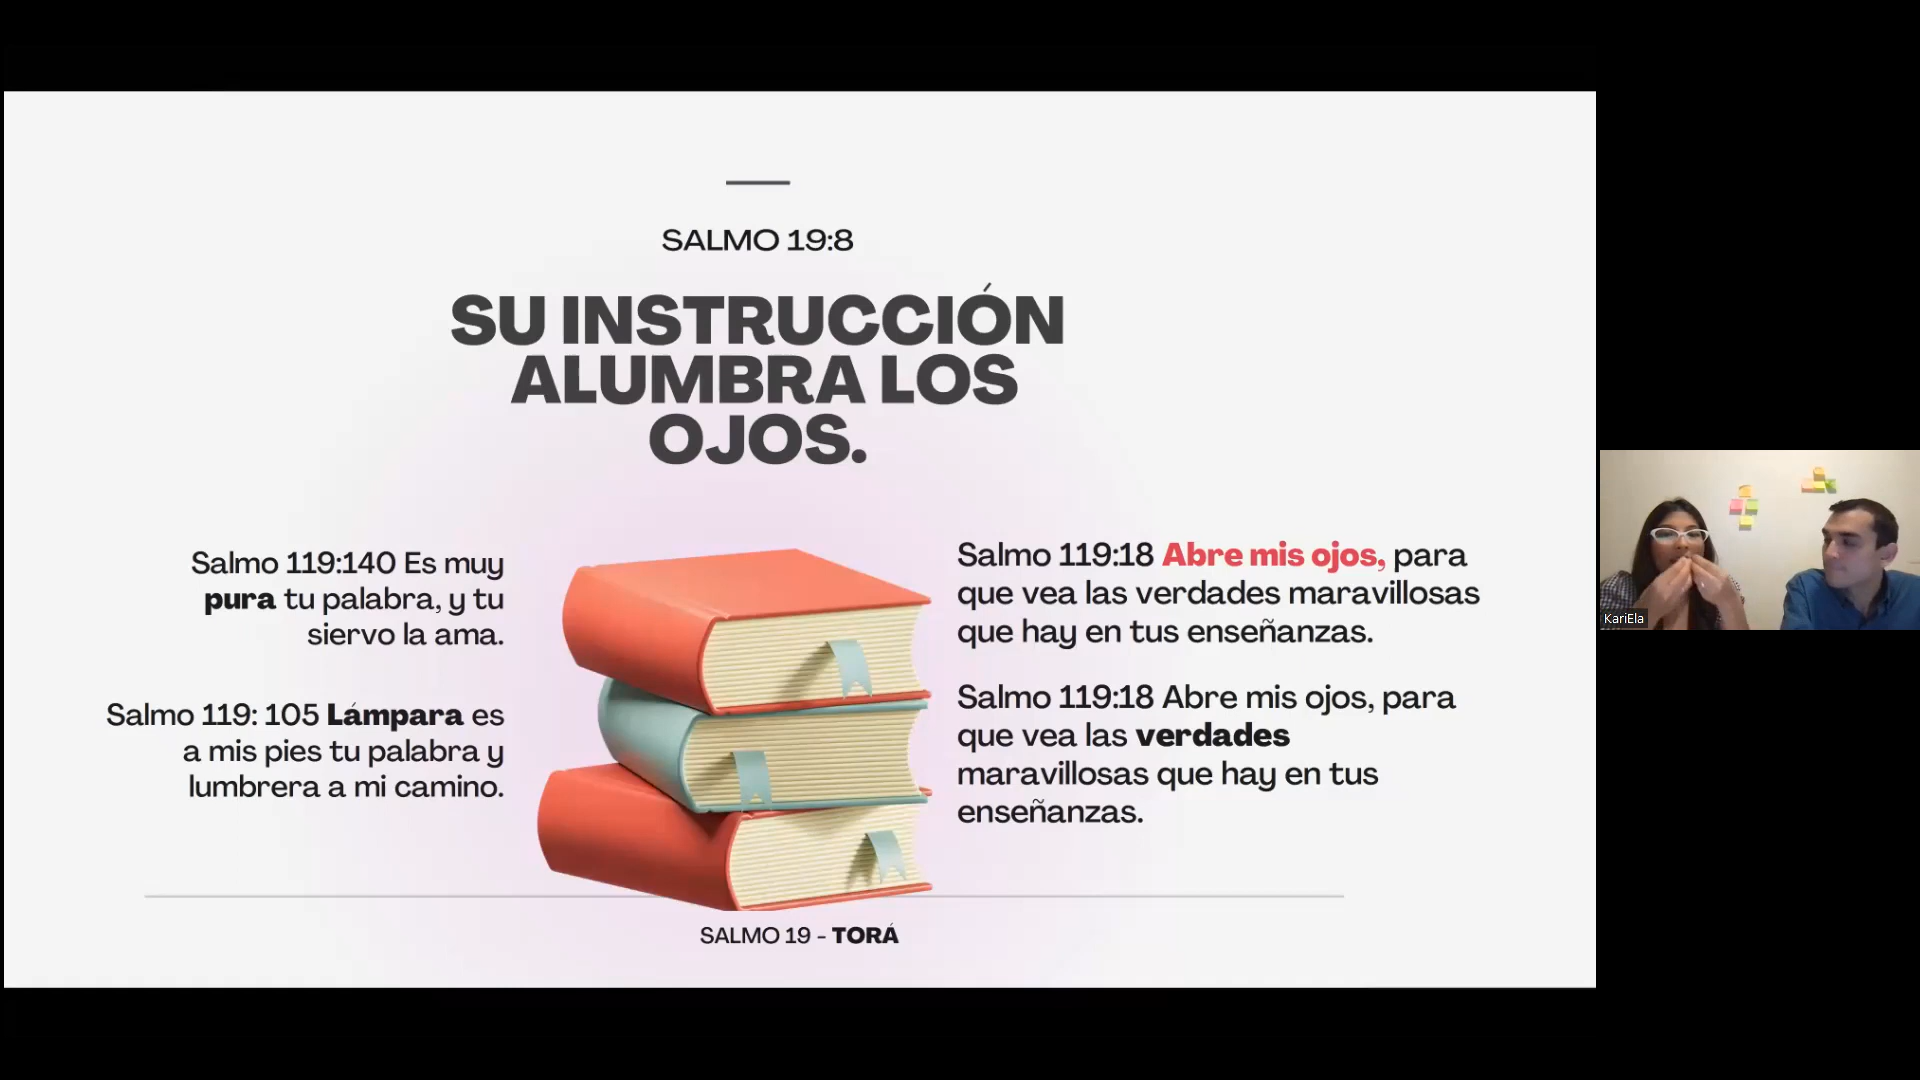 SALMO 19:8
SU INSTRUCCIÓN
ALUMBRA LOS
OJOS.
Salmo 119:140 Es muy
pura tu palabra, y tu
siervo la ama.
Salmo 119: 105 Lámpara es
a mis pies tu palabra y
lumbrera a mi camino.
Salmo 119:18 Abre mis ojos, para
que vea las verdades maravillosas
que hay en tus enseñanzas.
Salmo 119:18 Abre mis ojos, para
que vea las verdades
maravillosas que hay en tus
enseñanzas.
SALMO 19 - TORÁ
KariEla